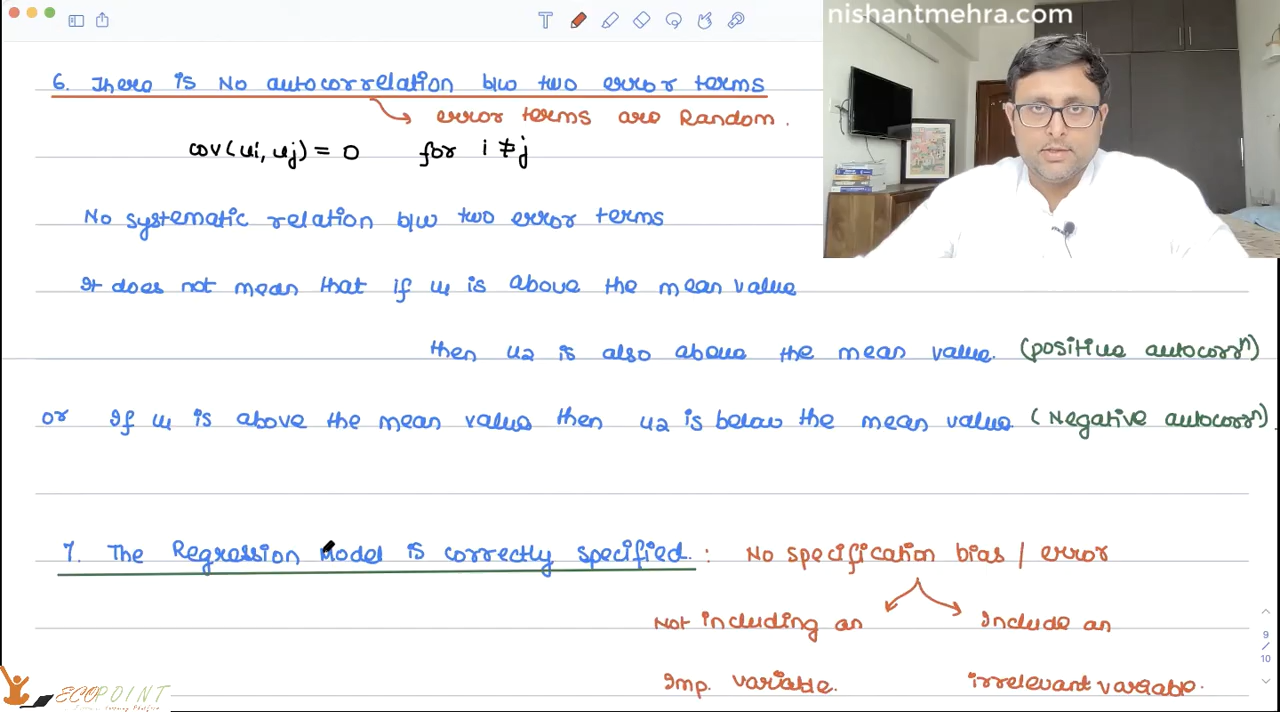 nishantmehra.com
6. There is No autocorrelation b/w two error terms
error terms are Random.
cov(ui, uj) = 0 for i ≠ j
No systematic relation b/w two error terms
It does not mean that if u1 is above the mean value
then u2 is also above the mean value. (positive autocorrⁿ)
or If u1 is above the mean value then u2 is below the mean value. (Negative autocorrⁿ)
7. The Regression Model is correctly specified. : No specification bias / error
Not including an Include an
Imp. variable. irrelevant variable.
9
/
10
ECOPOINT